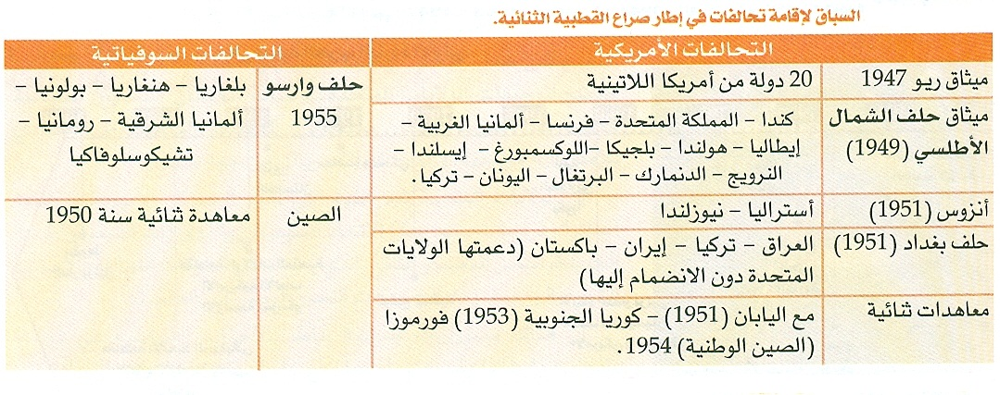 السباق لإقامة تحالفات في إطار صراع القطبية الثنائية.
التحالفات الأمريكية
التحالفات السوفياتية
ميثاق ريو 1947
20 دولة من أمريكا اللاتينية
ميثاق حلف الشمال
الأطلسي (1949)
كندا – المملكة المتحدة – فرنسا – ألمانيا الغربية –
إيطاليا – هولندا – بلجيكا –اللوكسمبورغ – إيسلندا –
النرويج – الدنمارك – البرتغال – اليونان – تركيا.
أنزوس (1951)
أستراليا – نيوزلندا
حلف بغداد (1951)
العراق – تركيا – إيران – باكستان (دعمتها الولايات
المتحدة دون الانضمام إليها)
معاهدات ثنائية
مع اليابان (1951) – كوريا الجنوبية (1953) فورموزا
(الصين الوطنية) 1954.
حلف وارسو
1955
بلغاريا – هنغاريا – بولونيا –
ألمانيا الشرقية – رومانيا –
تشيكوسلوفاكيا
الصين
معاهدة ثنائية سنة 1950